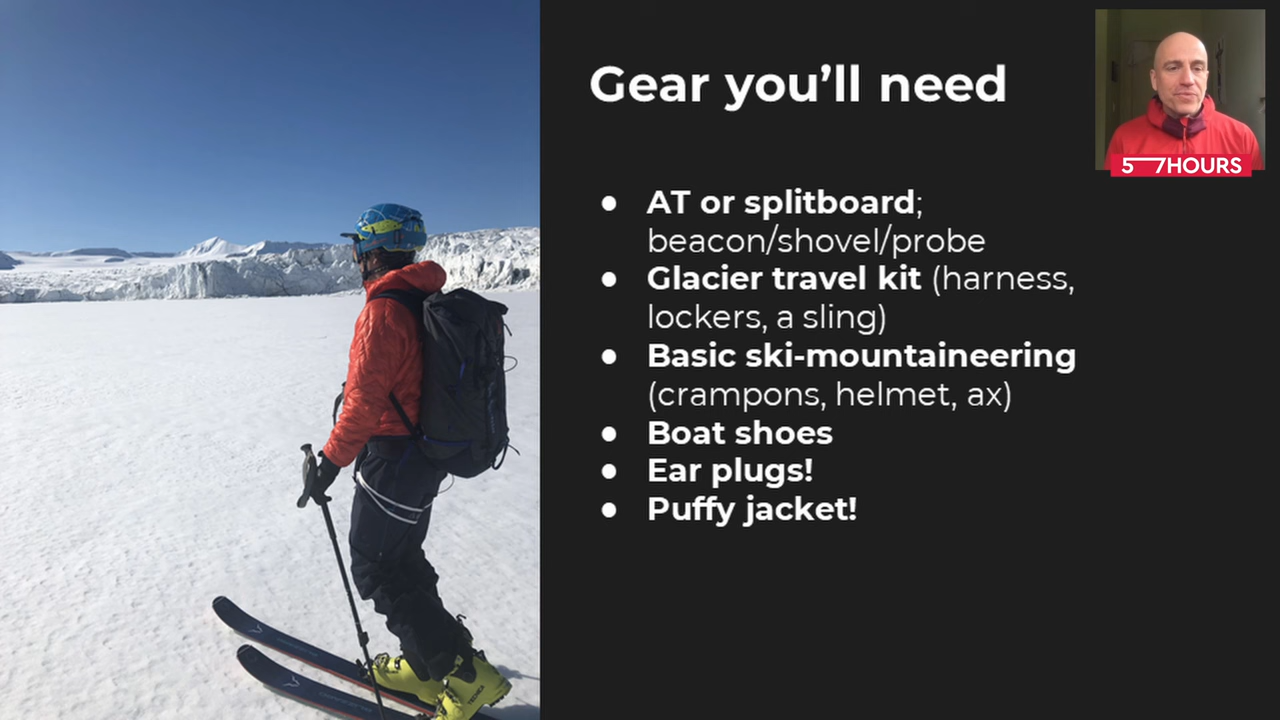 Gear you’ll need
5 7HOURS
● AT or splitboard;
beacon/shovel/probe
● Glacier travel kit (harness,
lockers, a sling)
● Basic ski-mountaineering
(crampons, helmet, ax)
● Boat shoes
● Ear plugs!
● Puffy jacket!